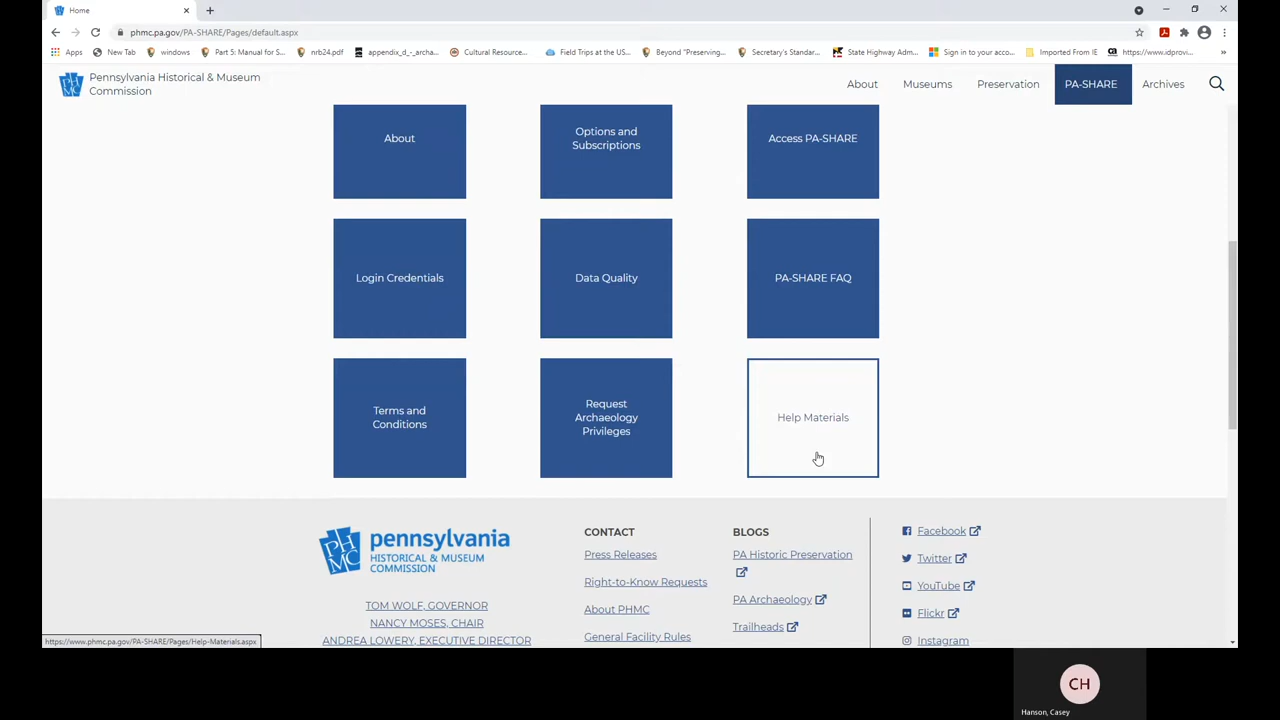 Home
phmc.pa.gov/PA-SHARE/Pages/default.aspx
Apps New Tab windows Part 5: Manual for S... nrb24.pdf appendix_d_-_archa... Cultural Resource... Field Trips at the US... Beyond "Preserving... Secretary's Standar... State Highway Adm... Sign in to your acco... Imported From IE https://www.idprovi...
Pennsylvania Historical & Museum
Commission
About Museums Preservation PA-SHARE Archives
About
Options and
Subscriptions
Access PA-SHARE
Login Credentials
Data Quality
PA-SHARE FAQ
Terms and
Conditions
Request
Archaeology
Privileges
Help Materials
PHMC
pennsylvania
HISTORICAL & MUSEUM
COMMISSION
TOM WOLF, GOVERNOR
NANCY MOSES, CHAIR
ANDREA LOWERY, EXECUTIVE DIRECTOR
CONTACT
Press Releases
Right-to-Know Requests
About PHMC
General Facility Rules
BLOGS
PA Historic Preservation
PA Archaeology
Trailheads
Facebook
Twitter
YouTube
Flickr
Instagram
https://www.phmc.pa.gov/PA-SHARE/Pages/Help-Materials.aspx
CH
Hanson, Casey